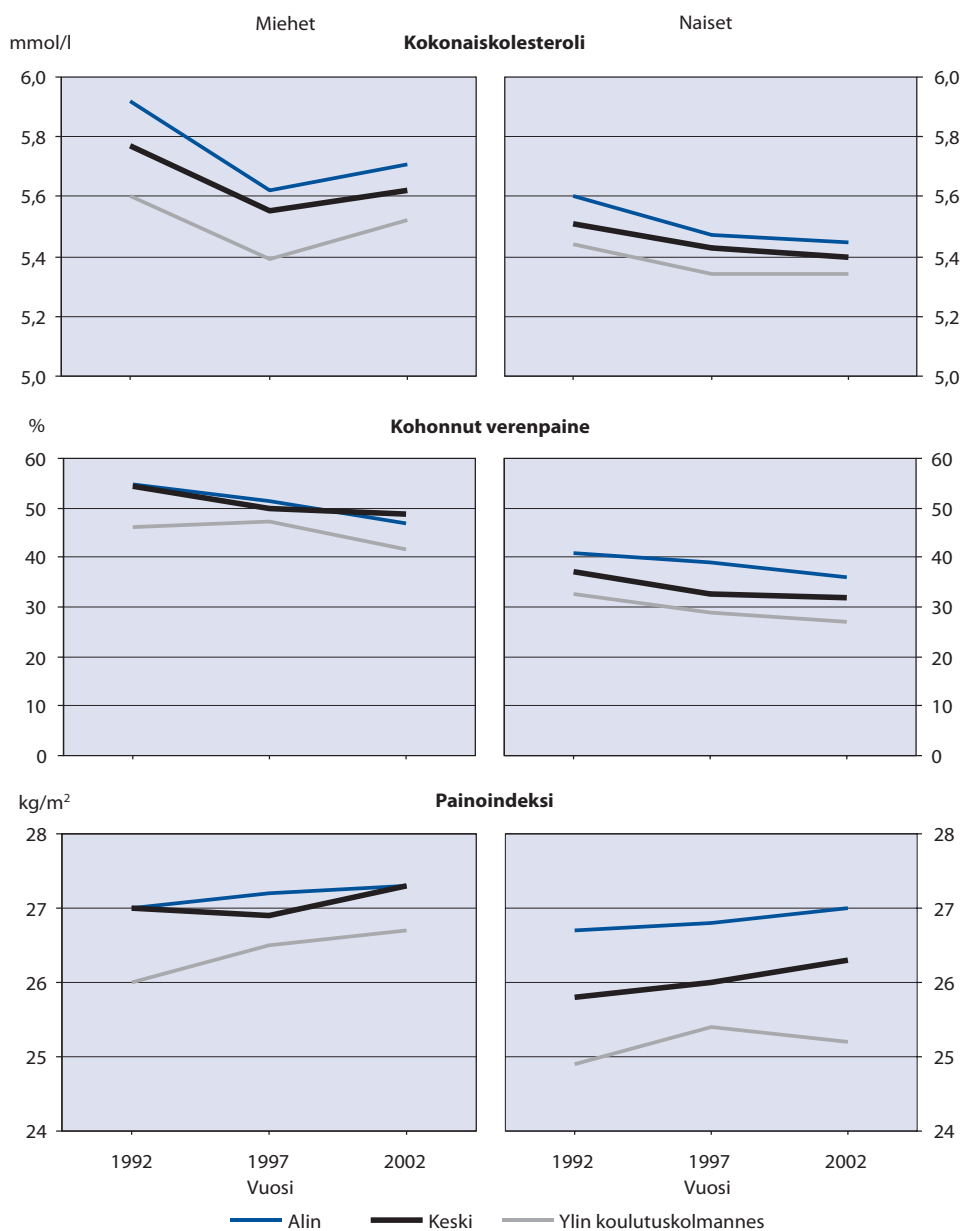 Miehet Naiset
mmol/l Kokonaiskolesteroli
6,0 6,0
5,8 5,8
5,6 5,6
5,4 5,4
5,2 5,2
5,0 5,0
% Kohonnut verenpaine
60 60
50 50
40 40
30 30
20 20
10 10
0 0
kg/m² Painoindeksi
28 28
27 27
26 26
25 25
24 24
1992 1997 2002 1992 1997 2002
Vuosi Vuosi
Alin Keski Ylin koulutuskolmannes